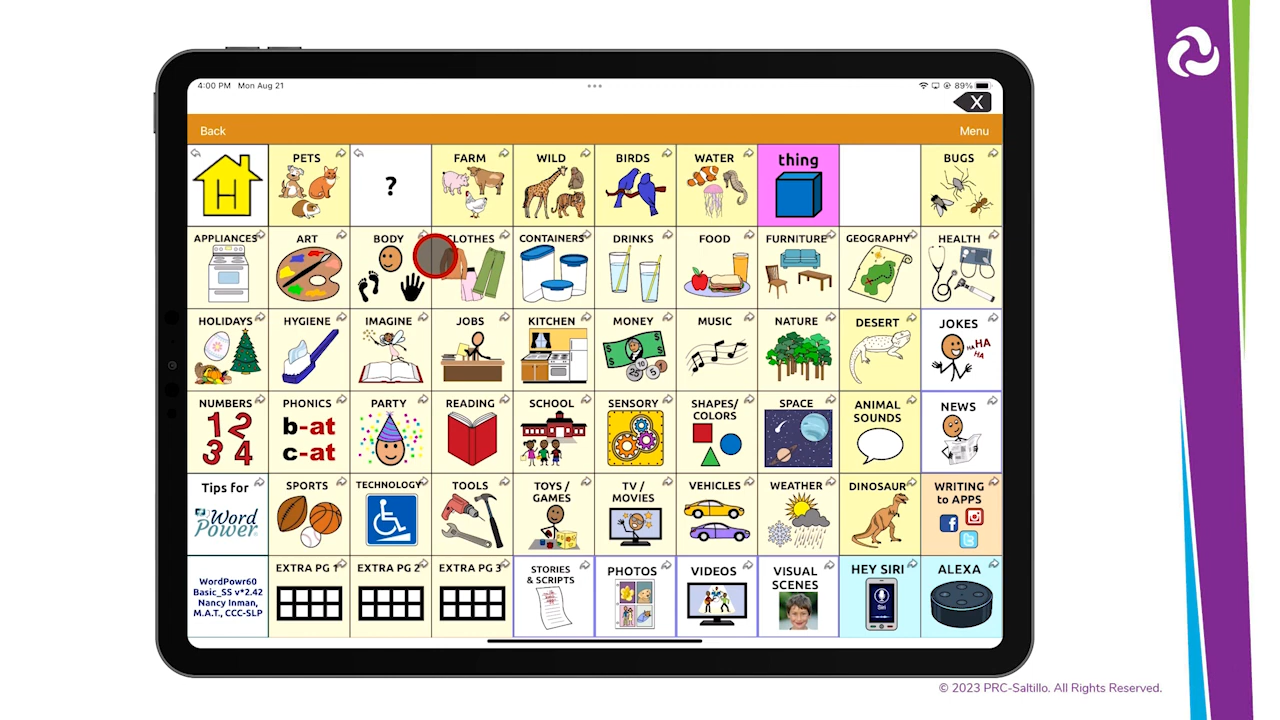 4:00 PM Mon Aug 21
89%
X
Back
Menu
H
PETS
?
FARM
WILD
BIRDS
WATER
thing
BUGS
APPLIANCES
ART
BODY
CLOTHES
CONTAINERS
DRINKS
FOOD
FURNITURE
GEOGRAPHY
HEALTH
HOLIDAYS
HYGIENE
IMAGINE
JOBS
KITCHEN
MONEY
MUSIC
NATURE
DESERT
JOKES
HA HA
HA
NUMBERS
1 2
3 4
PHONICS
b-at
c-at
PARTY
READING
SCHOOL
SENSORY
SHAPES/
COLORS
SPACE
ANIMAL
SOUNDS
NEWS
Tips for
Word
Power
SPORTS
TECHNOLOGY
TOOLS
TOYS /
GAMES
TV /
MOVIES
VEHICLES
WEATHER
DINOSAUR
WRITING
to APPS
WordPowr60
Basic_SS v*2.42
Nancy Inman,
M.A.T., CCC-SLP
EXTRA PG 1
EXTRA PG 2
EXTRA PG 3
STORIES
& SCRIPTS
PHOTOS
VIDEOS
VISUAL
SCENES
HEY SIRI
Siri
ALEXA
© 2023 PRC-Saltillo. All Rights Reserved.